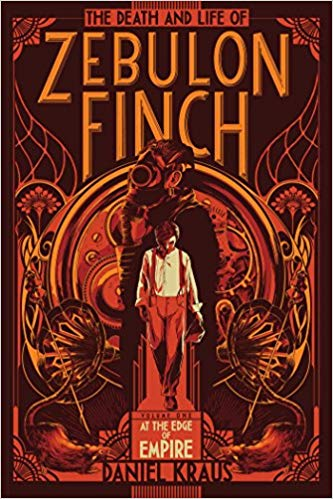 THE DEATH AND LIFE OF
ZEBULON
FINCH
VOLUME ONE
AT THE EDGE
OF
EMPIRE
DANIEL KRAUS